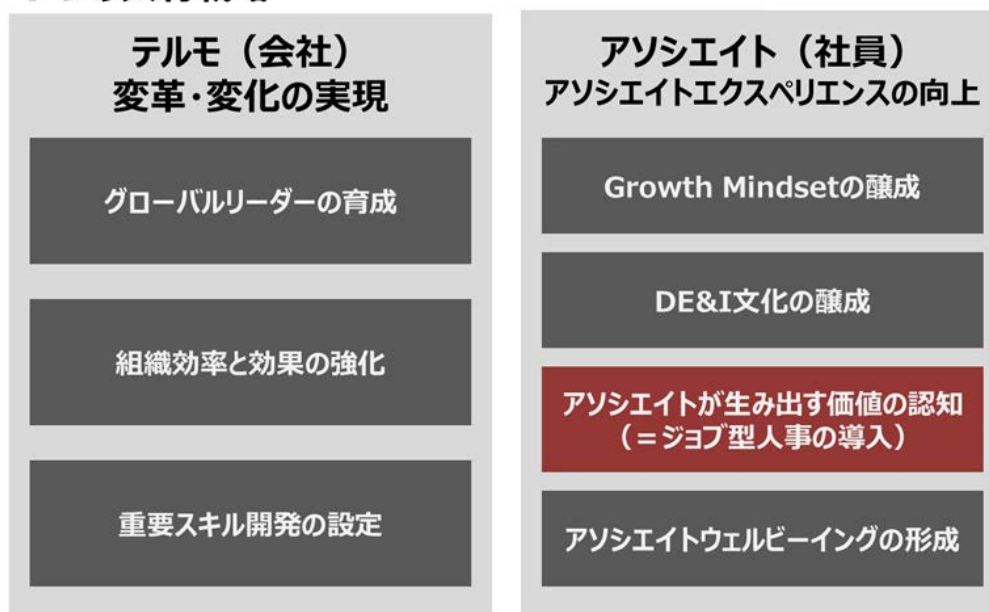 テルモ（会社）
変革・変化の実現
グローバルリーダーの育成
組織効率と効果の強化
重要スキル開発の設定
アソシエイト（社員）
アソシエイトエクスペリエンスの向上
Growth Mindsetの醸成
DE&I文化の醸成
アソシエイトが生み出す価値の認知
（＝ジョブ型人事の導入）
アソシエイトウェルビーイングの形成